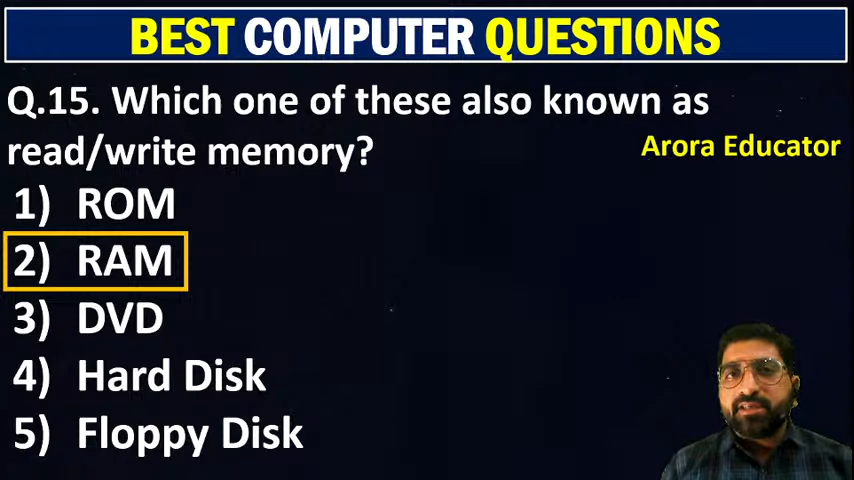 BEST COMPUTER QUESTIONS
Q.15. Which one of these also known as
read/write memory?
Arora Educator
1) ROM
2) RAM
3) DVD
4) Hard Disk
5) Floppy Disk